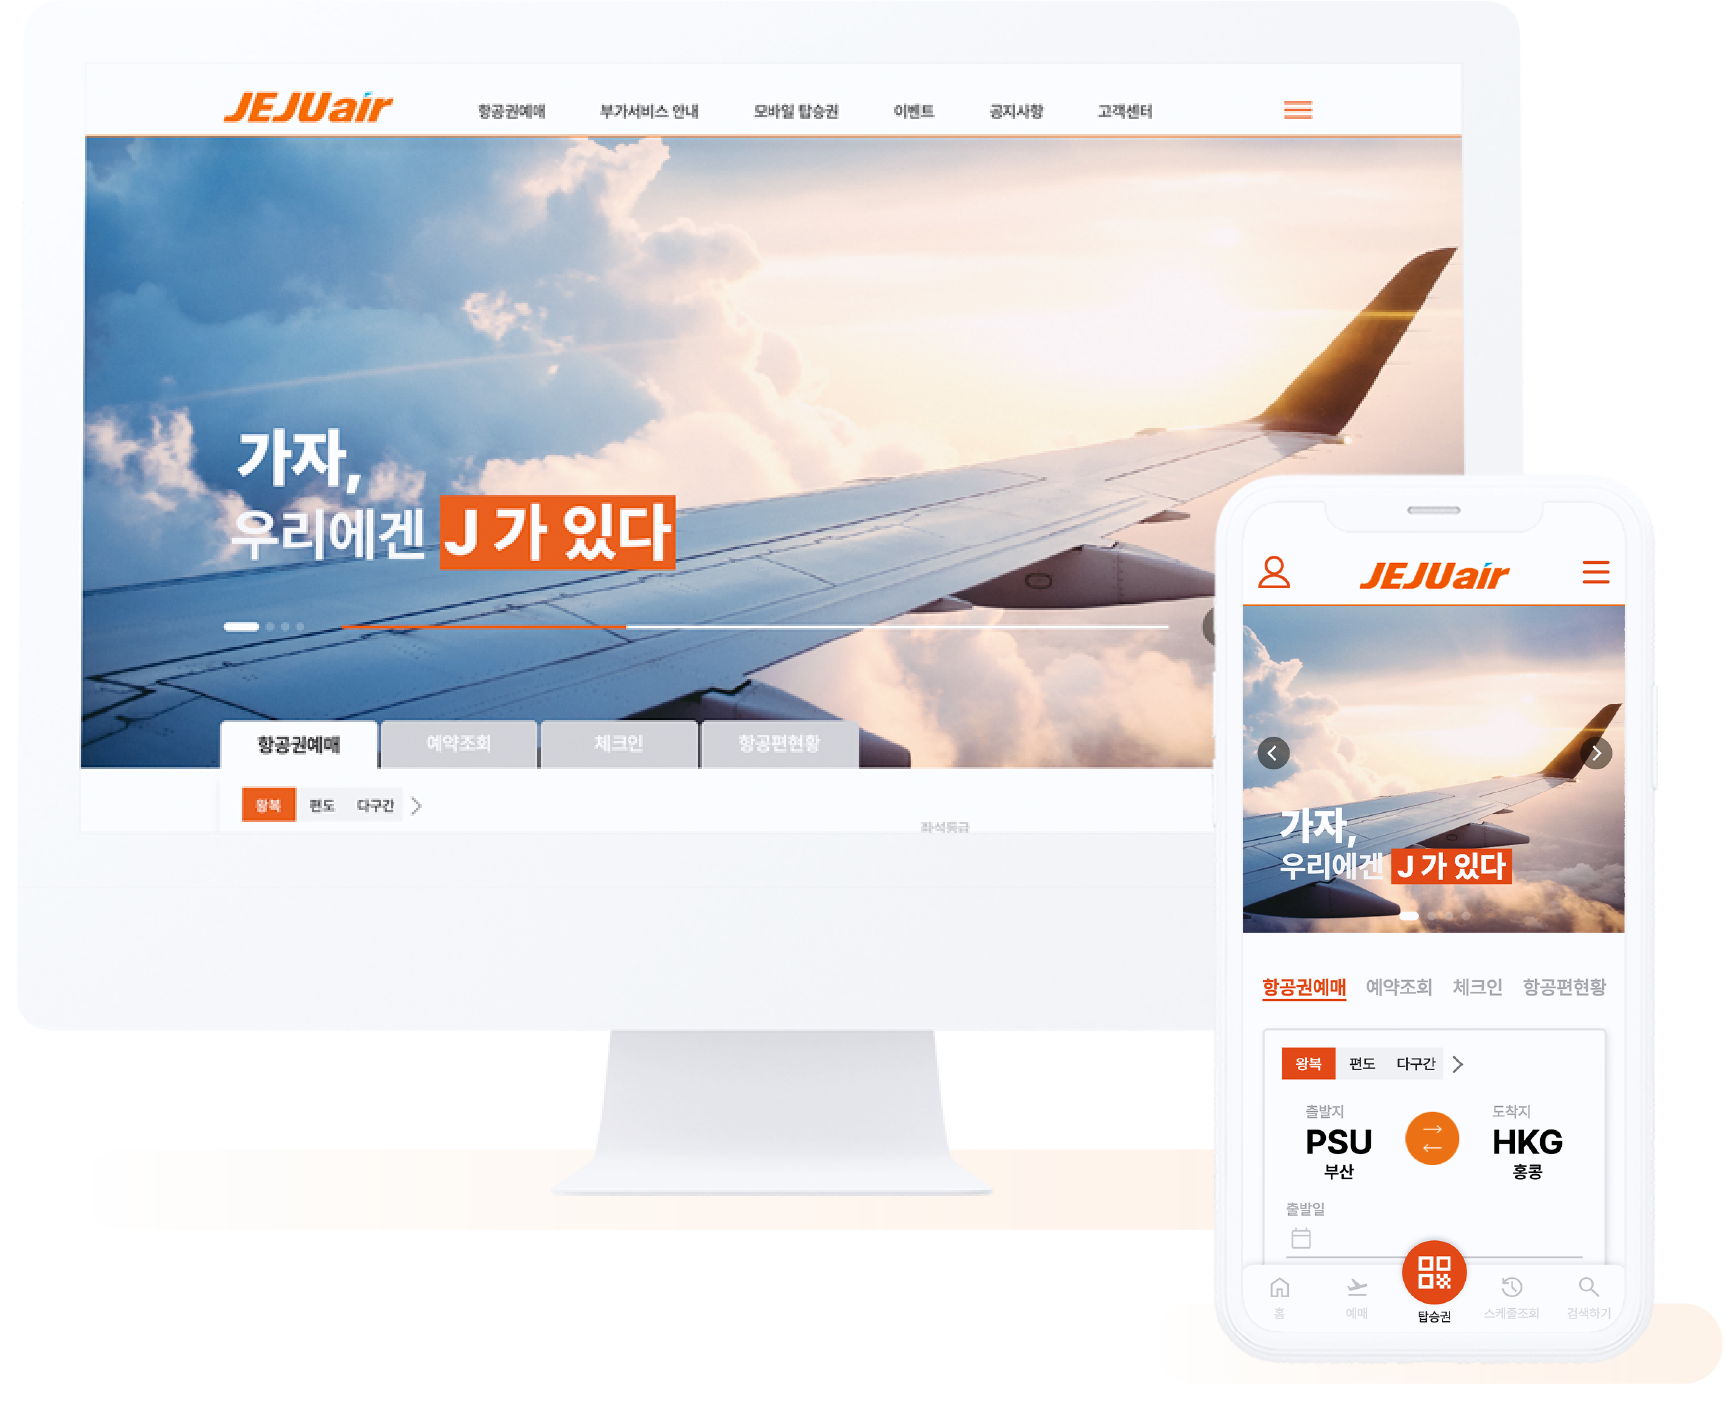 JEJUair 항공권예매 부가서비스 안내 모바일 탑승권 이벤트 공지사항 고객센터
가자,
우리에겐 J 가 있다
항공권예매 예약조회 체크인 항공편현황
왕복 편도 다구간
좌석등급
JEJUair
가자,
우리에겐 J 가 있다
항공권예매 예약조회 체크인 항공편현황
왕복 편도 다구간
출발지 도착지
PSU HKG
부산 홍콩
출발일
홈 예매 탑승권 스케줄조회 검색하기